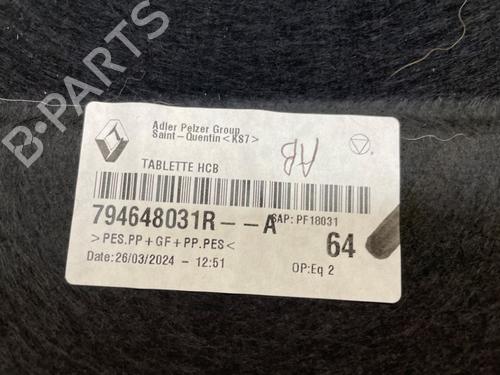 B-PARTS
Adler Pelzer Group
Saint-Quentin <KS7>
AB
TABLETTE HCB
794648031R--A
SAP: PF18031
>PES.PP+GF+PP.PES<
64
Date:26/03/2024 - 12:51
OP:Eq 2